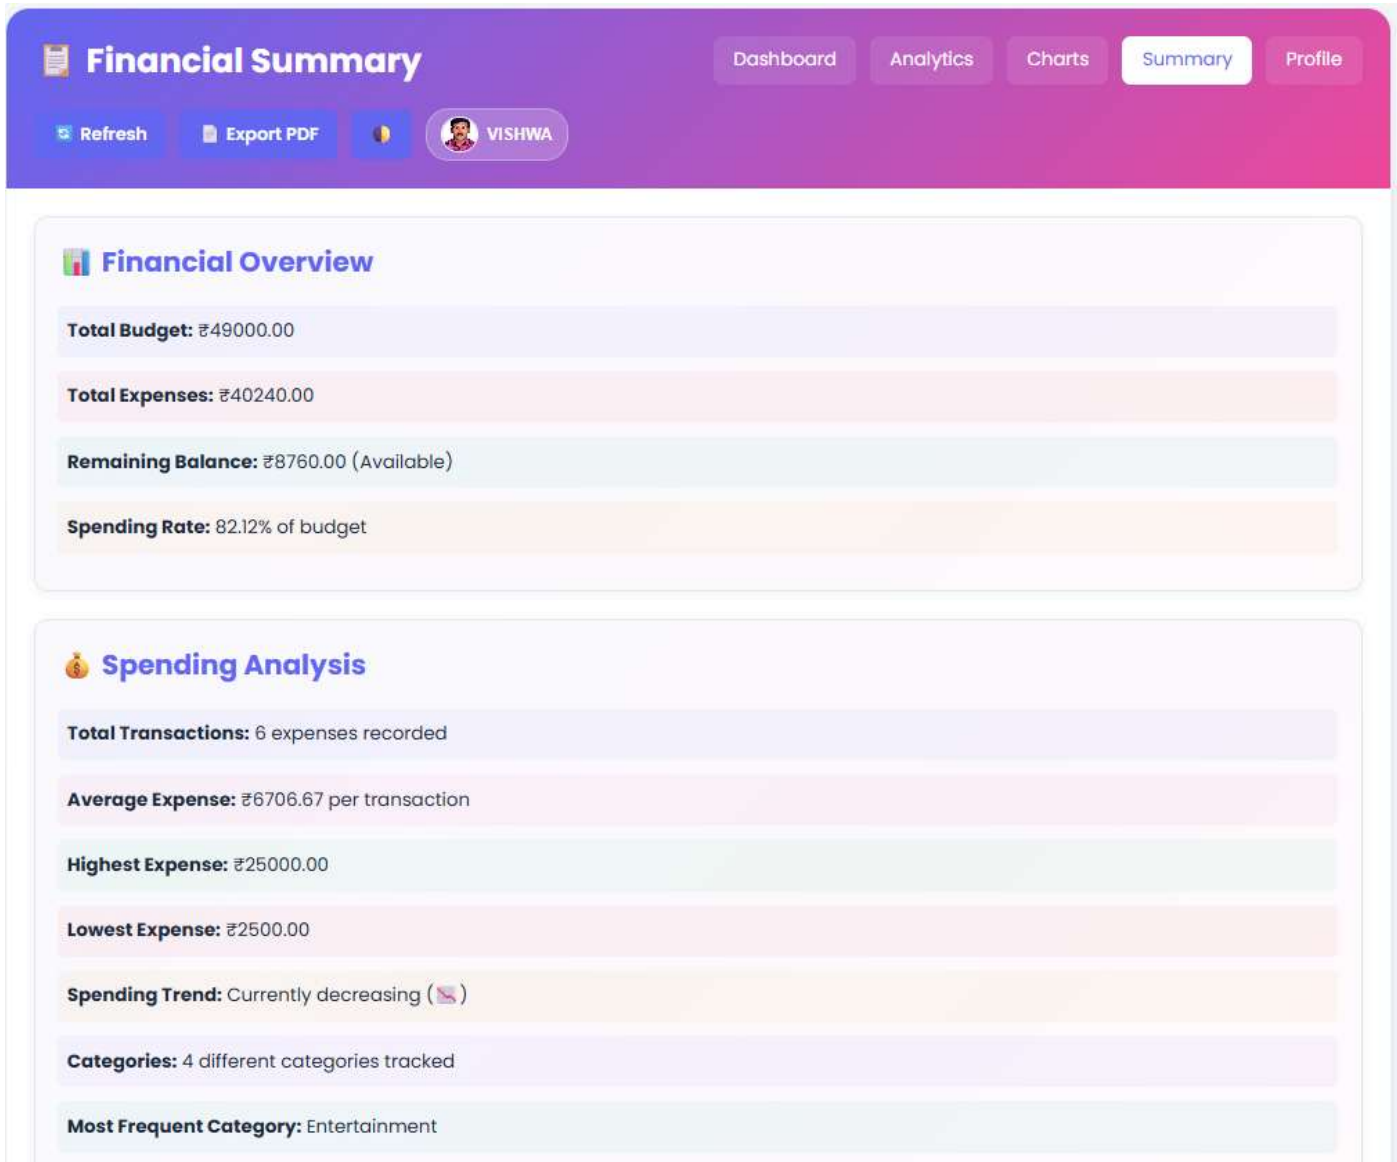 Financial Summary
Dashboard Analytics Charts Summary Profile
Refresh Export PDF VISHWA
Financial Overview
Total Budget: ₹49000.00
Total Expenses: ₹40240.00
Remaining Balance: ₹8760.00 (Available)
Spending Rate: 82.12% of budget
Spending Analysis
Total Transactions: 6 expenses recorded
Average Expense: ₹6706.67 per transaction
Highest Expense: ₹25000.00
Lowest Expense: ₹2500.00
Spending Trend: Currently decreasing (📉)
Categories: 4 different categories tracked
Most Frequent Category: Entertainment